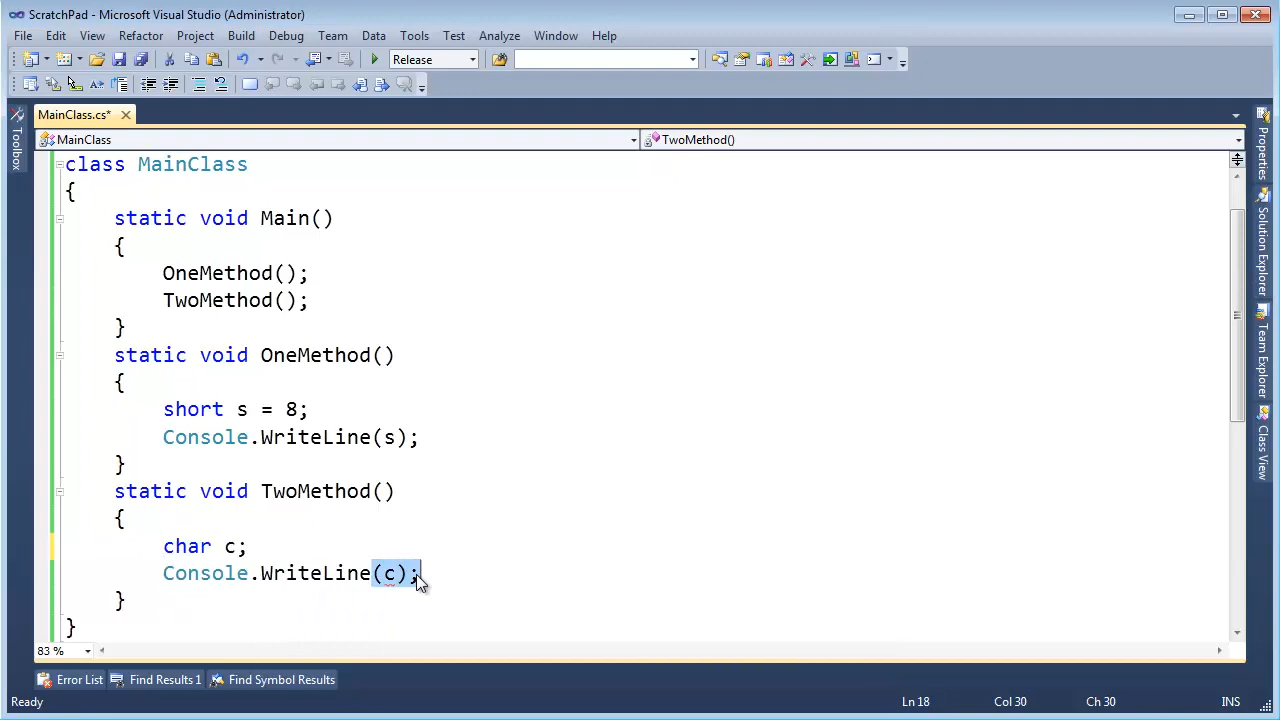 ScratchPad - Microsoft Visual Studio (Administrator)
File Edit View Refactor Project Build Debug Team Data Tools Test Analyze Window Help
Release
MainClass.cs* 
MainClass TwoMethod()
Toolbox
Properties
Solution Explorer
Team Explorer
Class View
class MainClass
{
static void Main()
{
OneMethod();
TwoMethod();
}
static void OneMethod()
{
short s = 8;
Console.WriteLine(s);
}
static void TwoMethod()
{
char c;
Console.WriteLine(c);
}
}
83 %
Error List Find Results 1 Find Symbol Results
Ready Ln 18 Col 30 Ch 30 INS